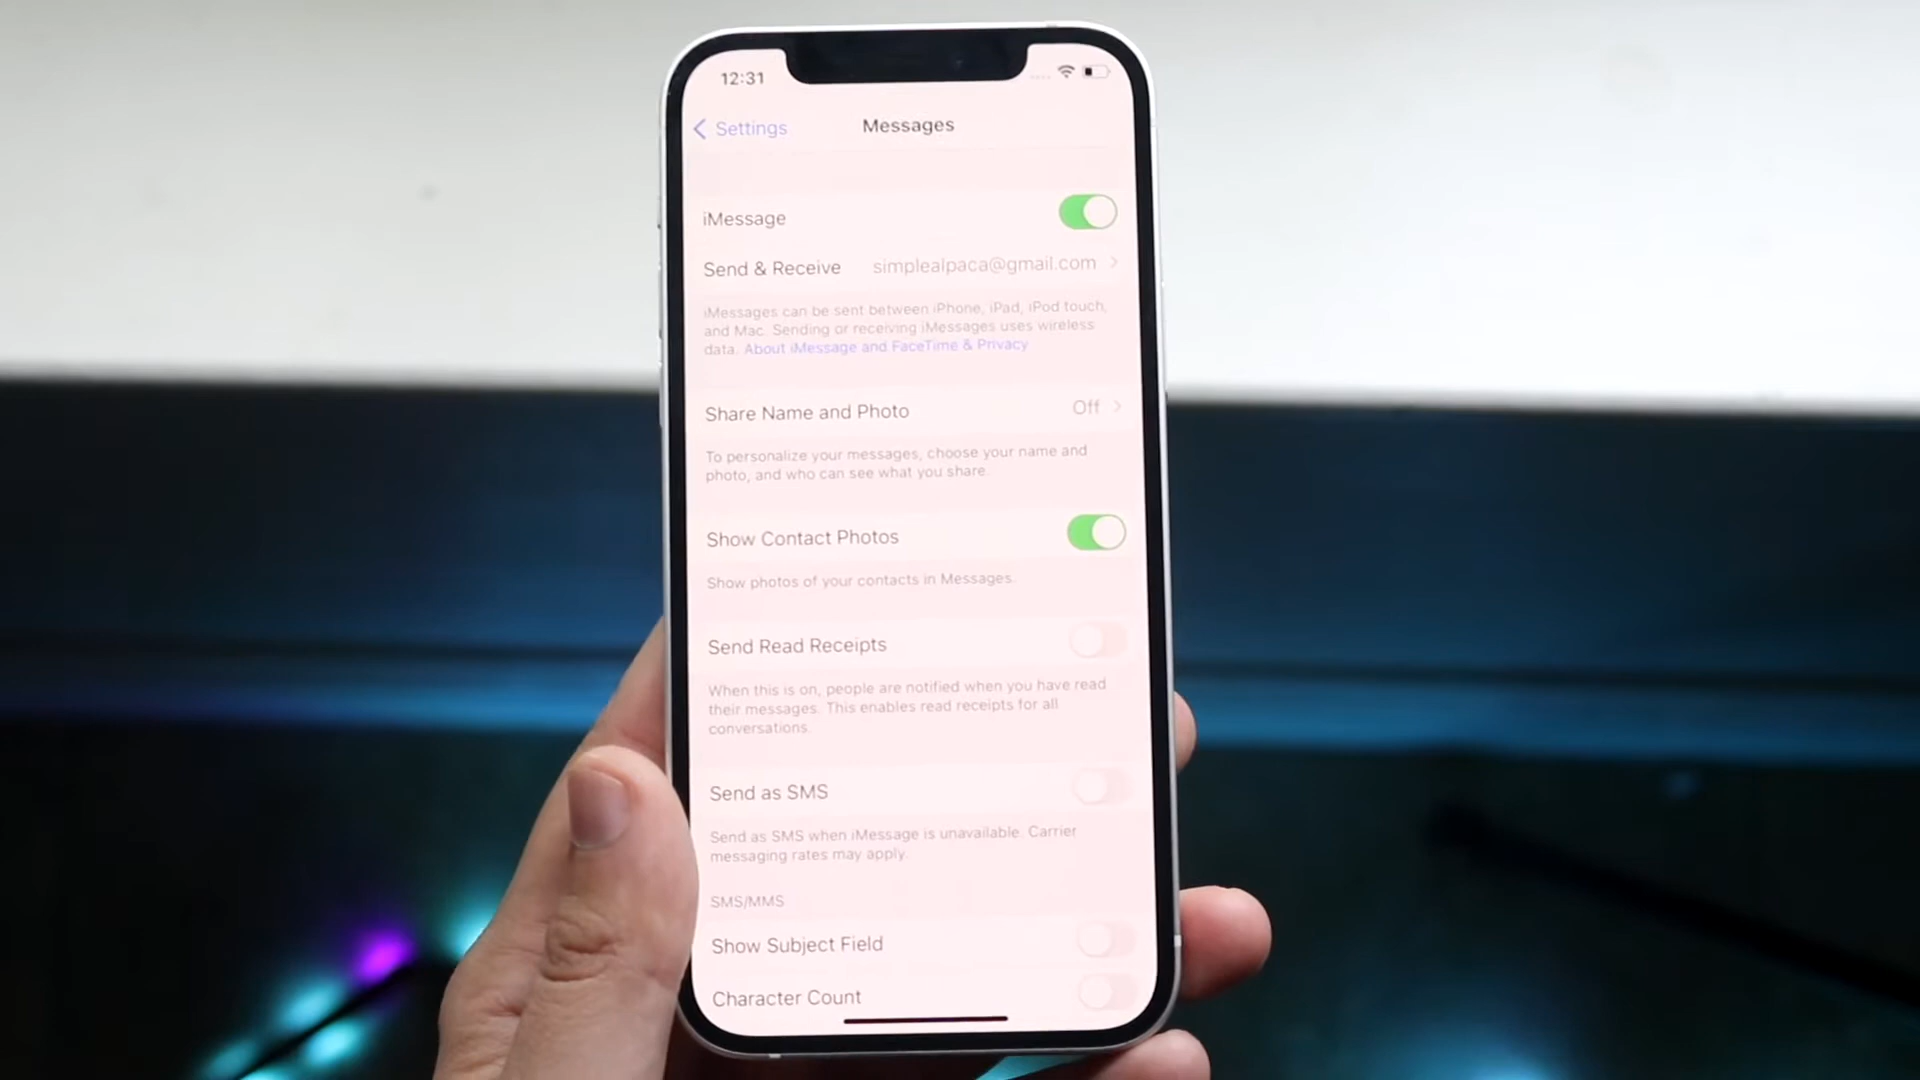 12:31
Settings
Messages
iMessage
Send & Receive simplealpaca@gmail.com
iMessages can be sent between iPhone, iPad, iPod touch,
and Mac. Sending or receiving iMessages uses wireless
data. About iMessage and FaceTime & Privacy
Share Name and Photo Off
To personalize your messages, choose your name and
photo, and who can see what you share.
Show Contact Photos
Show photos of your contacts in Messages.
Send Read Receipts
When this is on, people are notified when you have read
their messages. This enables read receipts for all
conversations.
Send as SMS
Send as SMS when iMessage is unavailable. Carrier
messaging rates may apply.
SMS/MMS
Show Subject Field
Character Count